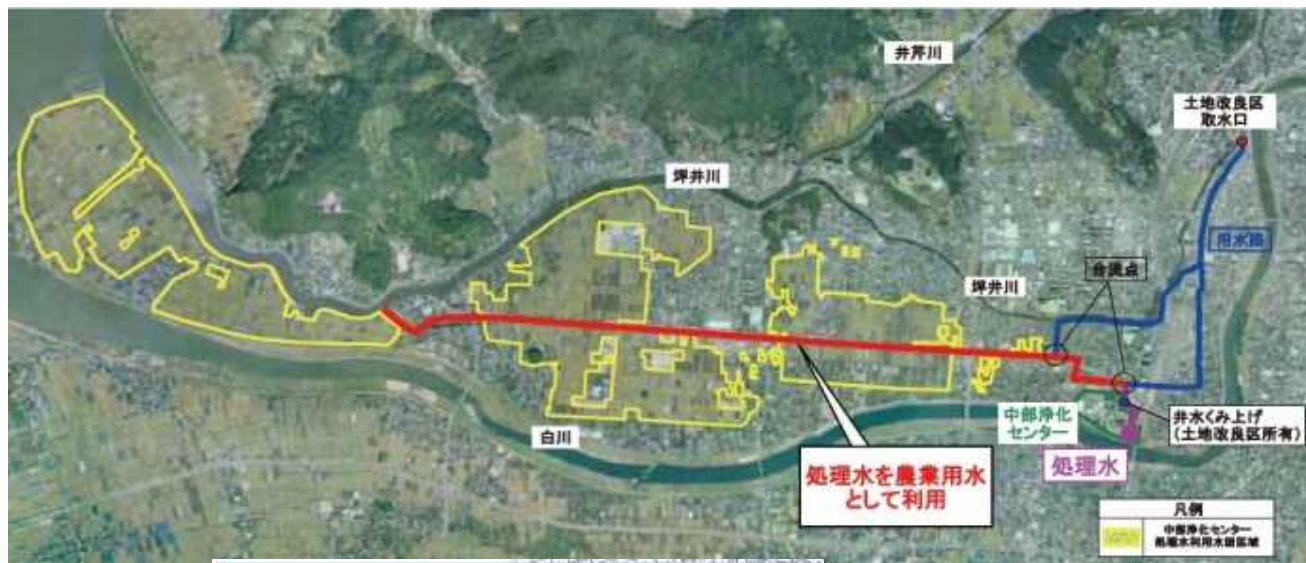 井芹川
土地改良区
取水口
坪井川
用水路
合流点
坪井川
中部浄化
センター
井水くみ上げ
(土地改良区所有)
白川
処理水
処理水を農業用水
として利用
凡例
中部浄化センター
処理水利用水田区域